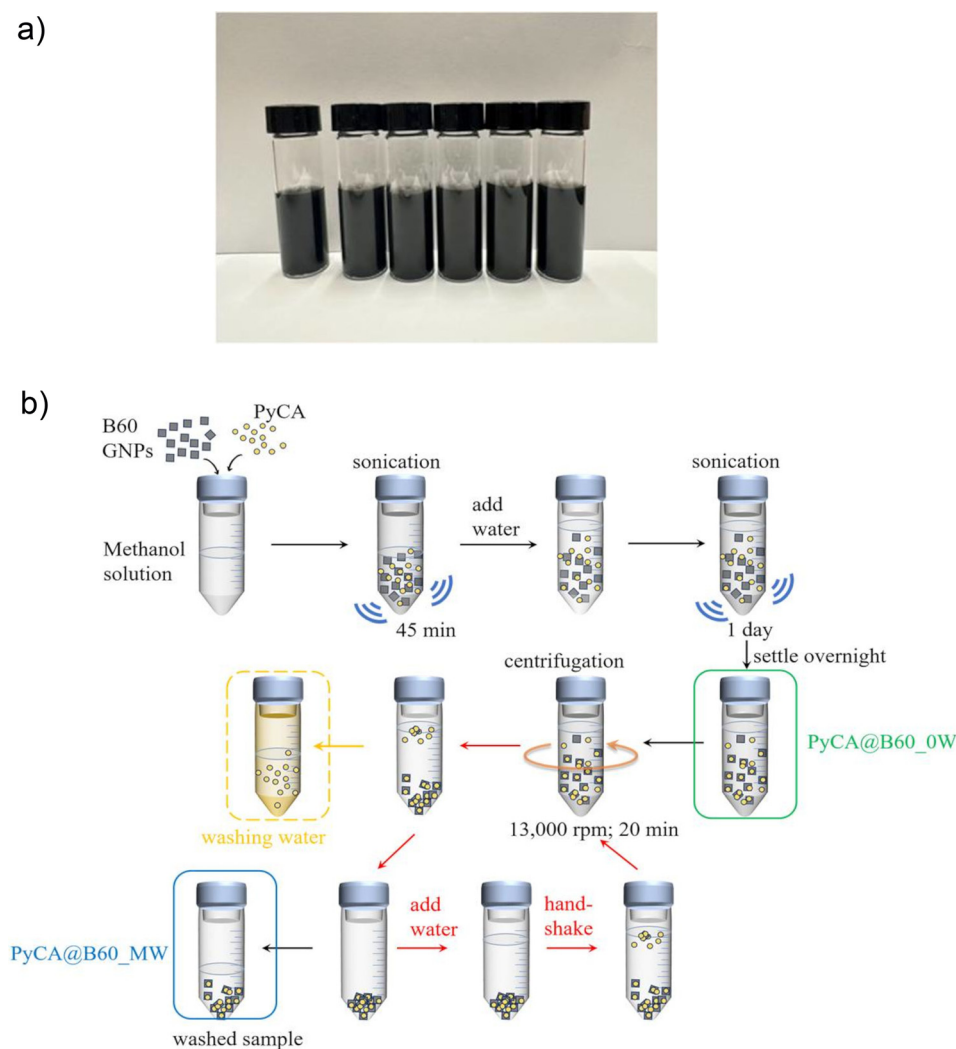 a)
b)
B60
GNPs
PyCA
Methanol
solution
sonication
45 min
add
water
sonication
1 day
settle overnight
PyCA@B60_0W
centrifugation
13,000 rpm; 20 min
washing water
PyCA@B60_MW
washed sample
add
water
hand-
shake